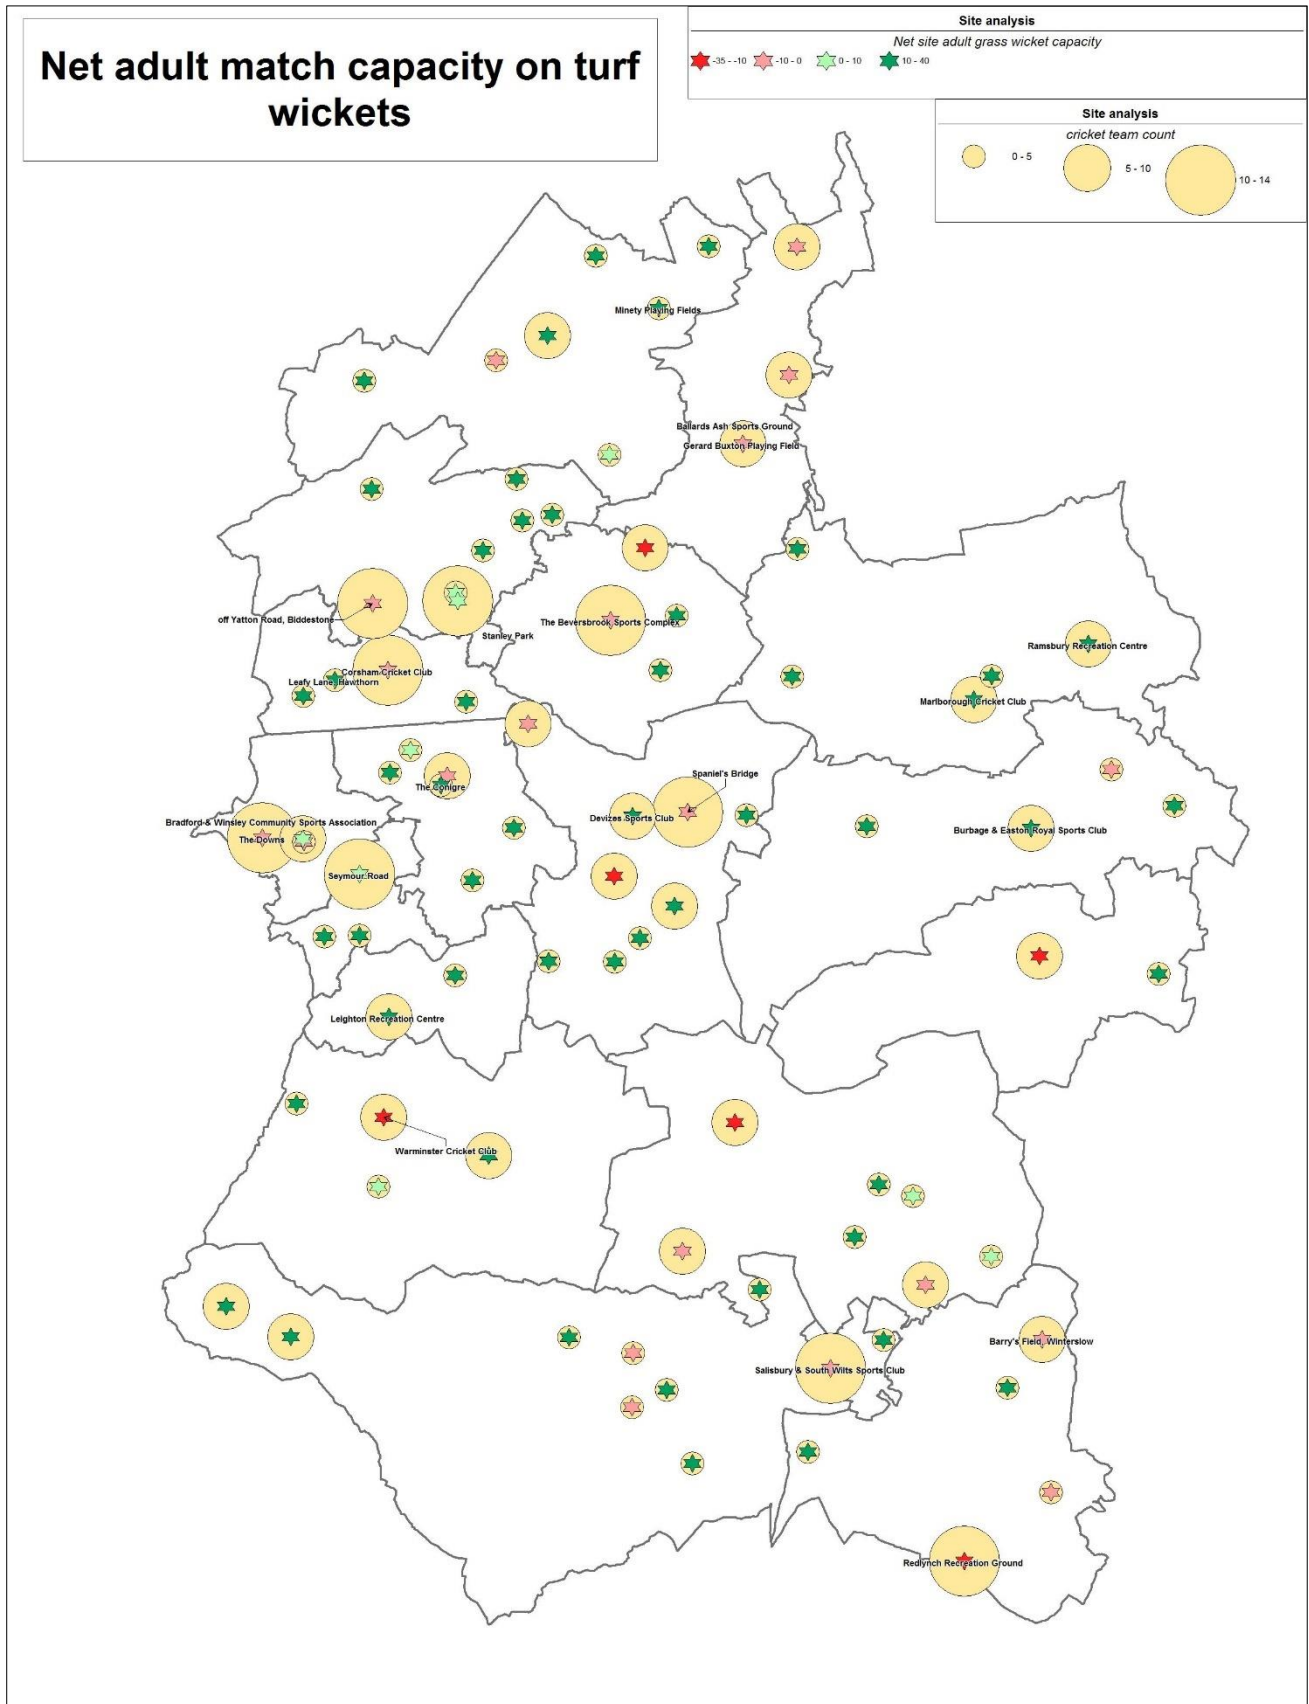 Net adult match capacity on turf
wickets
Site analysis
Net site adult grass wicket capacity
-35 - -10
-10 - 0
0 - 10
10 - 40
Site analysis
cricket team count
0 - 5
5 - 10
10 - 14
Minety Playing Fields
Ballards Ash Sports Ground
Gerard Buxton Playing Field
off Yatton Road, Biddestone
Stanley Park
The Beversbrook Sports Complex
Ramsbury Recreation Centre
Corsham Cricket Club
Leafy Lane, Hawthorn
Marlborough Cricket Club
Spaniel's Bridge
The Conigre
Devizes Sports Club
Bradford & Winsley Community Sports Association
Burbage & Easton Royal Sports Club
The Downs
Seymour Road
Leighton Recreation Centre
Warminster Cricket Club
Barry's Field, Winterslow
Salisbury & South Wilts Sports Club
Redlynch Recreation Ground